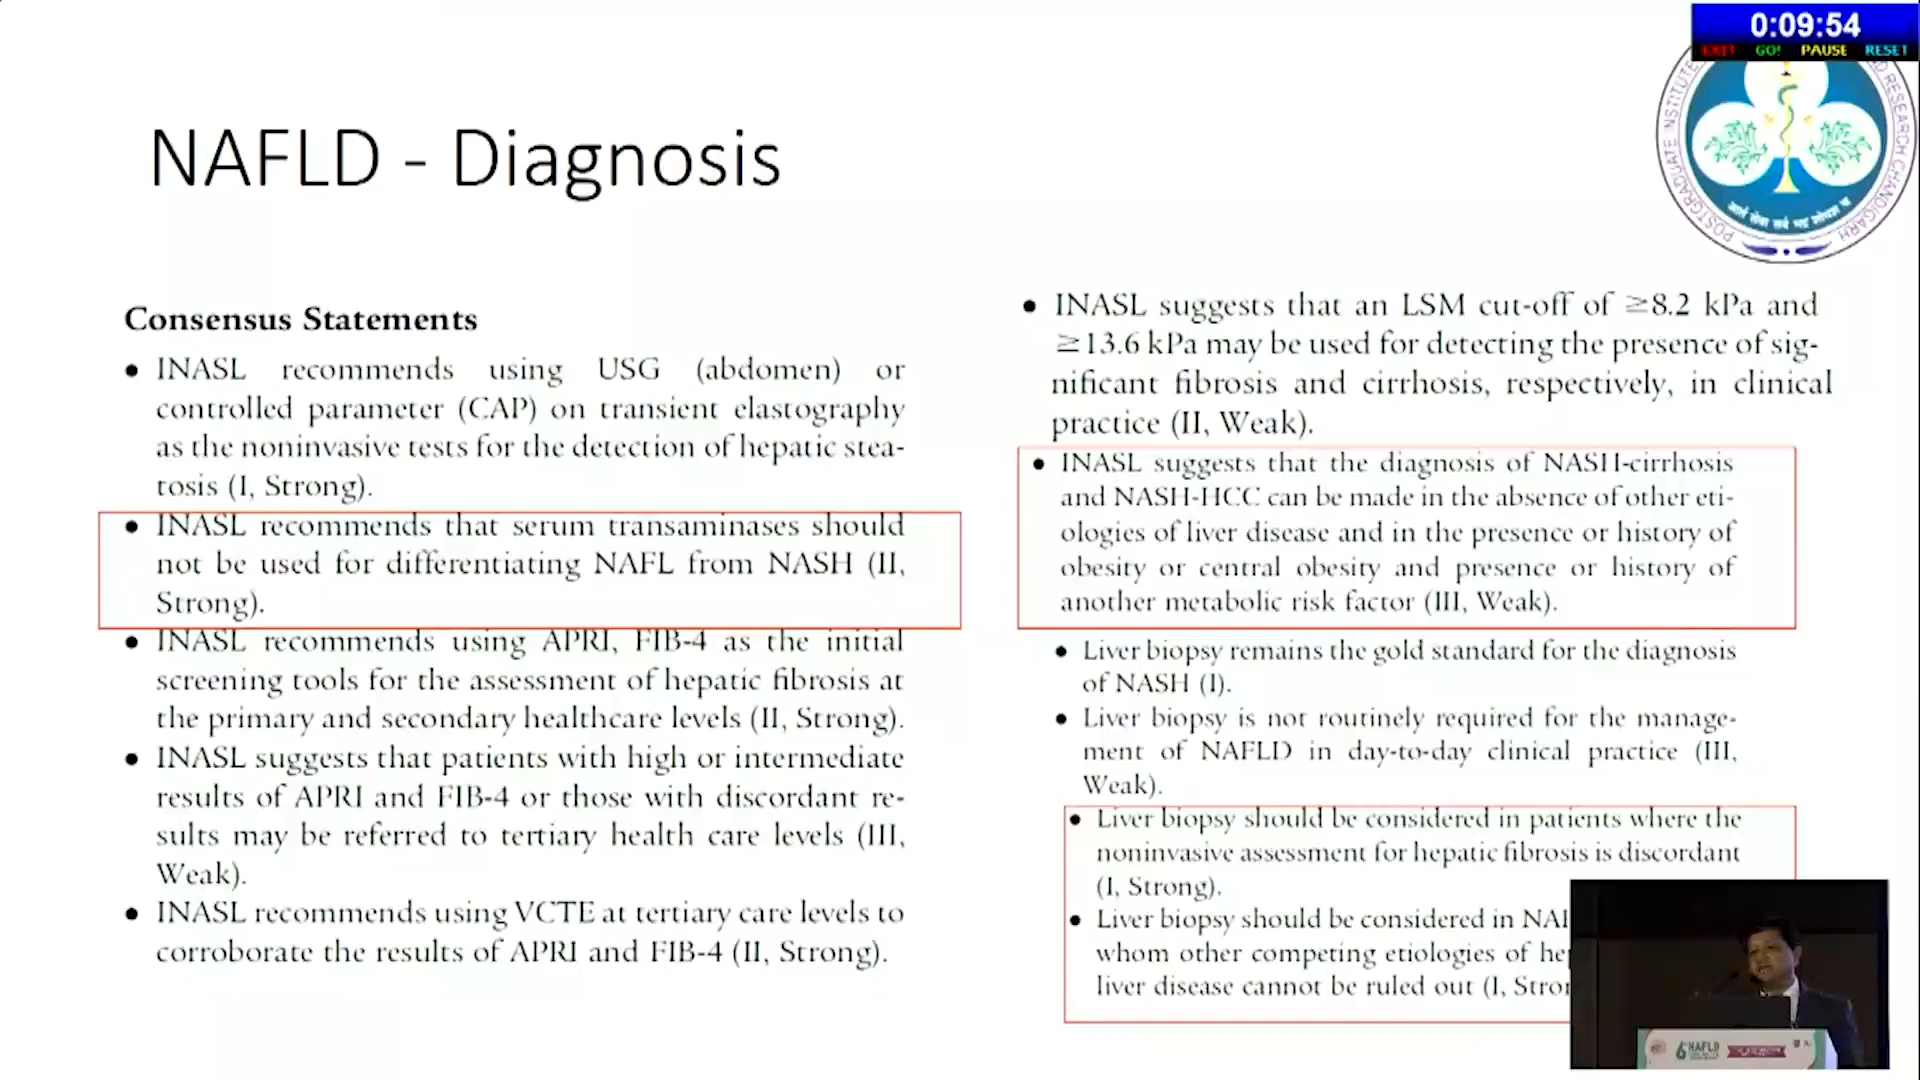 0:09:54
EXIT GO! PAUSE RESET
POSTGRADUATE INSTITUTE RESEARCH CHANDIGARH
NAFLD - Diagnosis
Consensus Statements
• INASL recommends using USG (abdomen) or
controlled parameter (CAP) on transient elastography
as the noninvasive tests for the detection of hepatic stea-
tosis (I, Strong).
• INASL recommends that serum transaminases should
not be used for differentiating NAFL from NASH (II,
Strong).
• INASL recommends using APRI, FIB-4 as the initial
screening tools for the assessment of hepatic fibrosis at
the primary and secondary healthcare levels (II, Strong).
• INASL suggests that patients with high or intermediate
results of APRI and FIB-4 or those with discordant re-
sults may be referred to tertiary health care levels (III,
Weak).
• INASL recommends using VCTE at tertiary care levels to
corroborate the results of APRI and FIB-4 (II, Strong).
• INASL suggests that an LSM cut-off of ≥8.2 kPa and
≥13.6 kPa may be used for detecting the presence of sig-
nificant fibrosis and cirrhosis, respectively, in clinical
practice (II, Weak).
• INASL suggests that the diagnosis of NASH-cirrhosis
and NASH-HCC can be made in the absence of other eti-
ologies of liver disease and in the presence or history of
obesity or central obesity and presence or history of
another metabolic risk factor (III, Weak).
• Liver biopsy remains the gold standard for the diagnosis
of NASH (I).
• Liver biopsy is not routinely required for the manage-
ment of NAFLD in day-to-day clinical practice (III,
Weak).
• Liver biopsy should be considered in patients where the
noninvasive assessment for hepatic fibrosis is discordant
(I, Strong).
• Liver biopsy should be considered in
whom other competing etiologies of
liver disease cannot be ruled out (I,
6 NAFLD